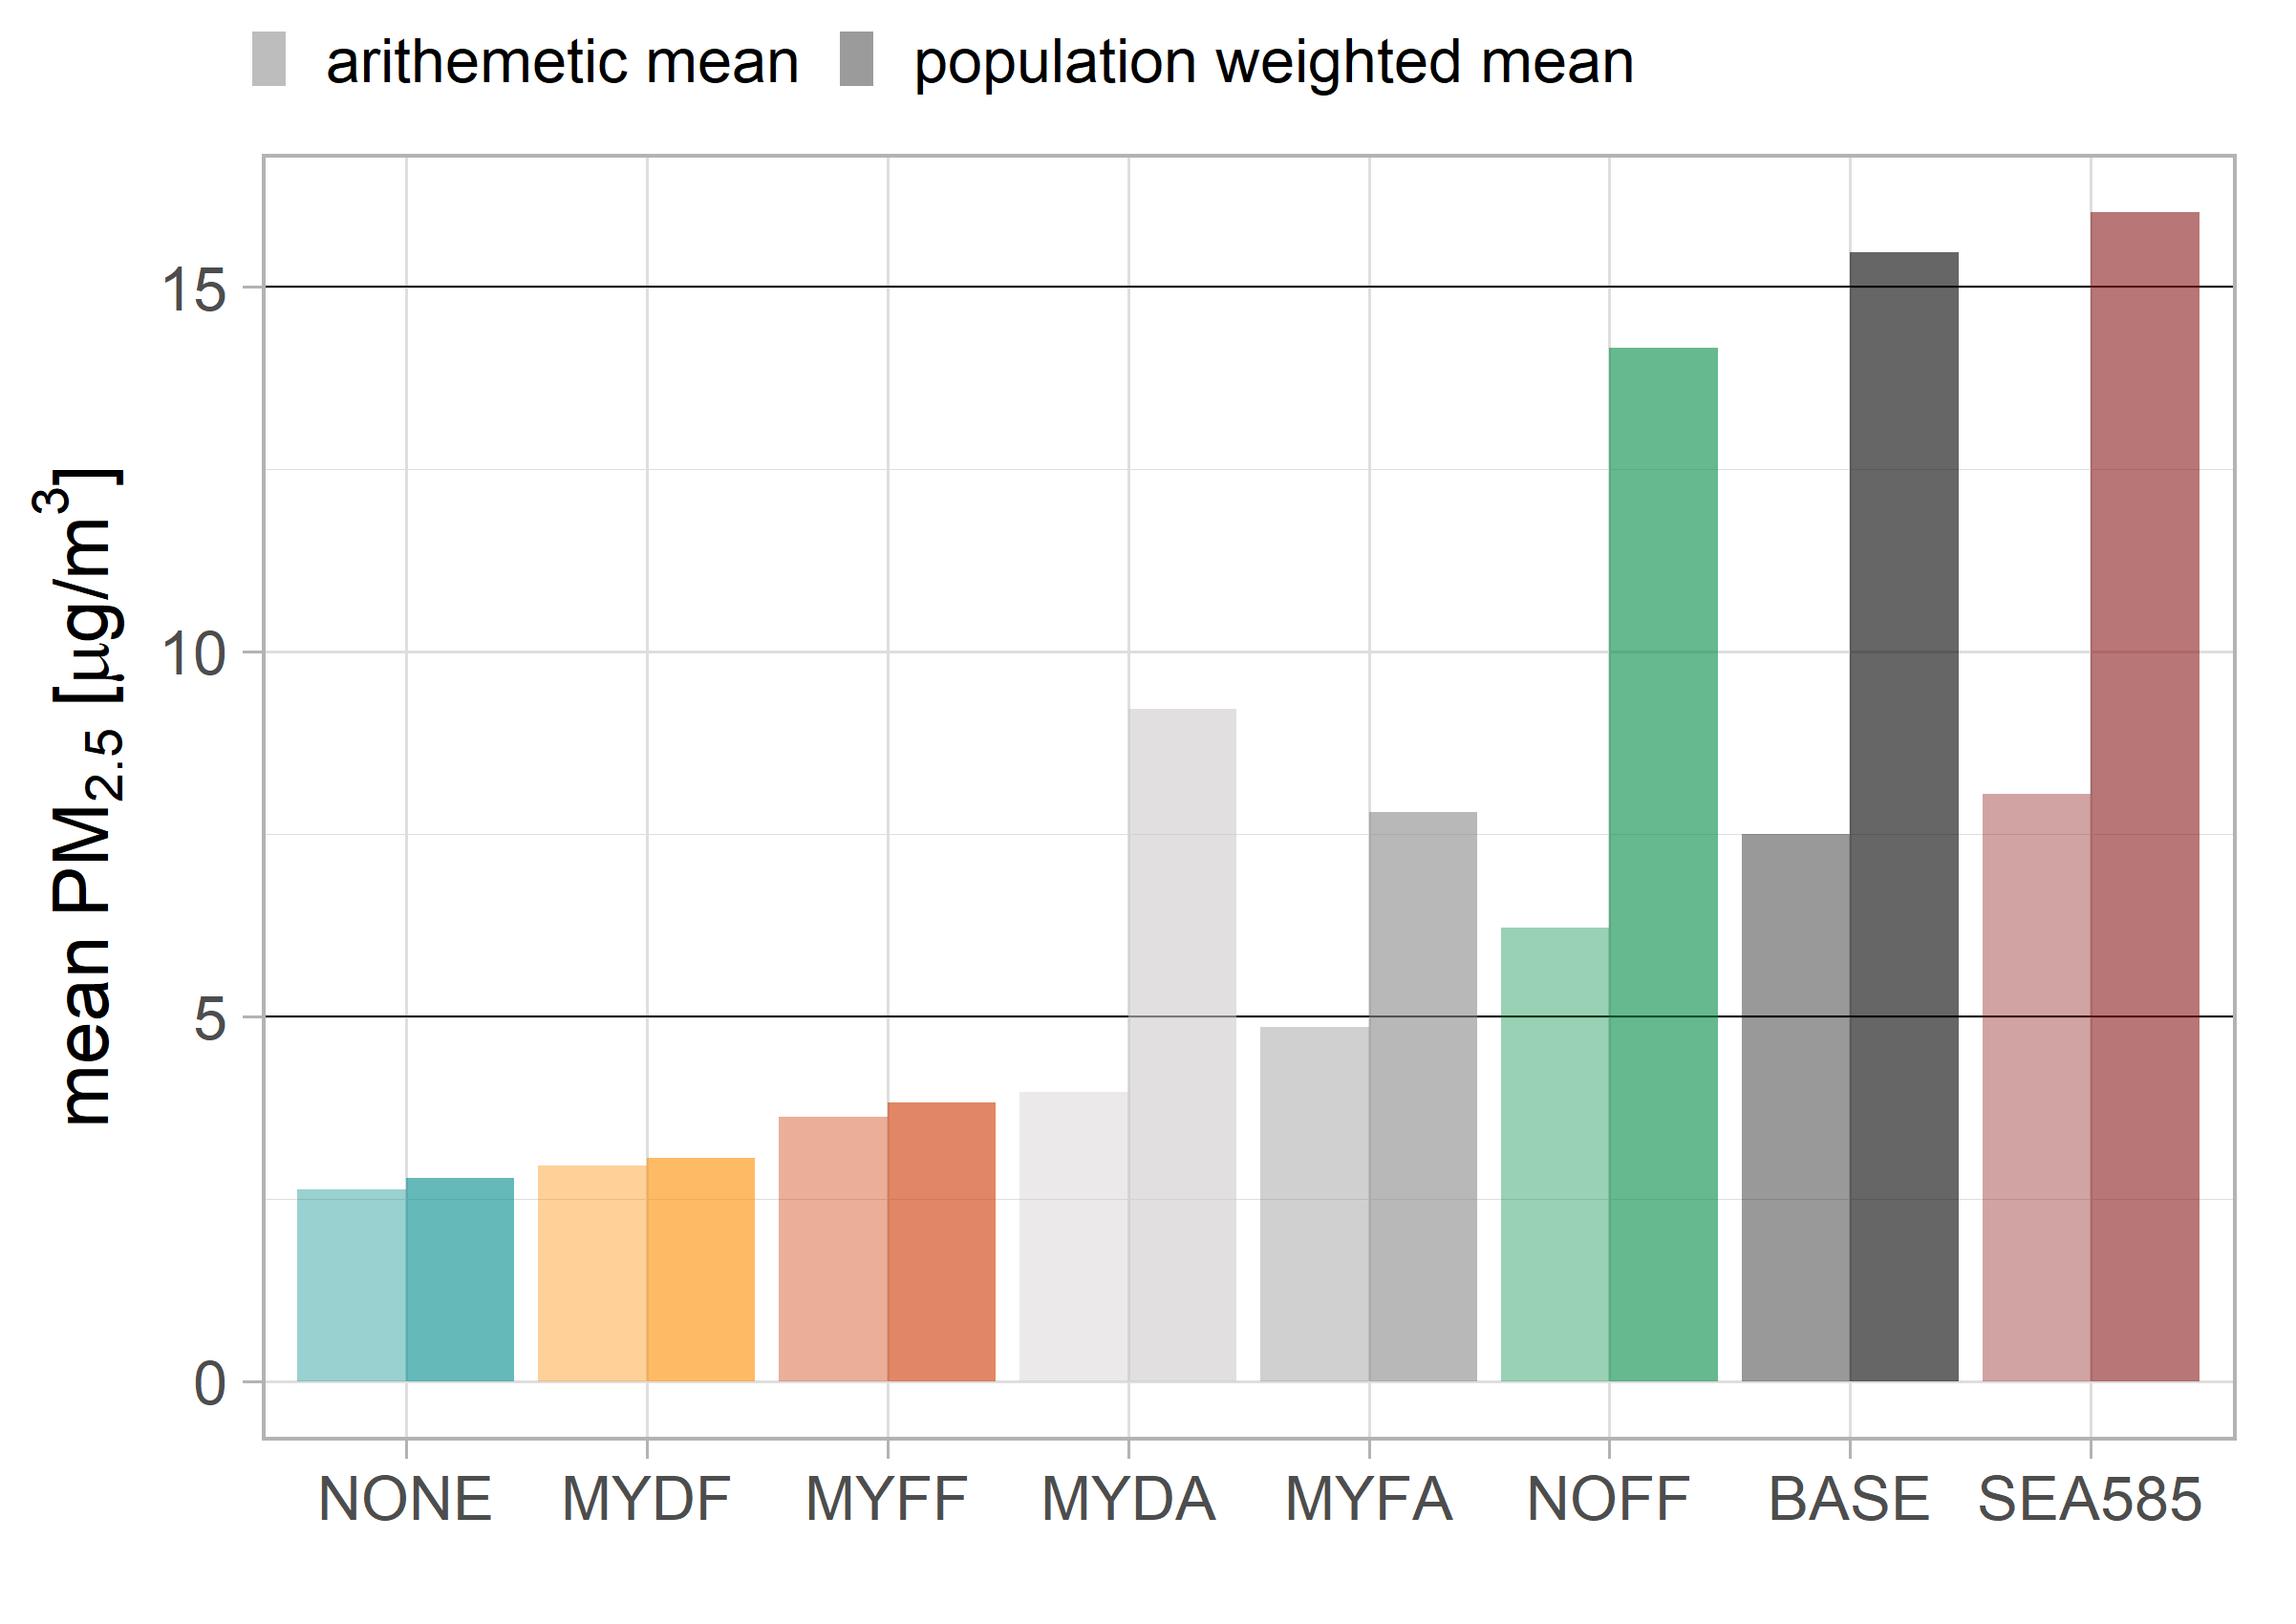 arithemetic mean population weighted mean
mean PM2.5 [µg/m3]
15
10
5
0
NONE MYDF MYFF MYDA MYFA NOFF BASE SEA585